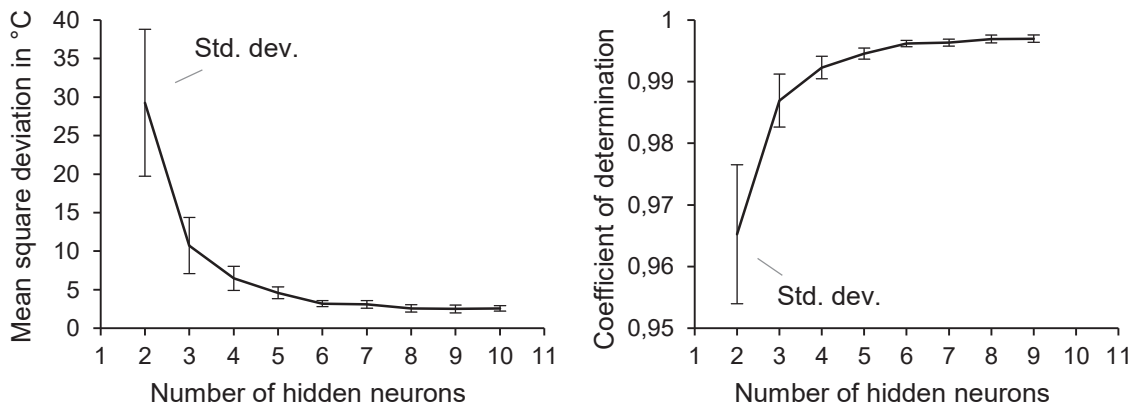 Mean square deviation in °C
40
35
30
25
20
15
10
5
0
Std. dev.
1 2 3 4 5 6 7 8 9 10 11
Number of hidden neurons
Coefficient of determination
1
0,99
0,98
0,97
0,96
0,95
Std. dev.
1 2 3 4 5 6 7 8 9 10 11
Number of hidden neurons